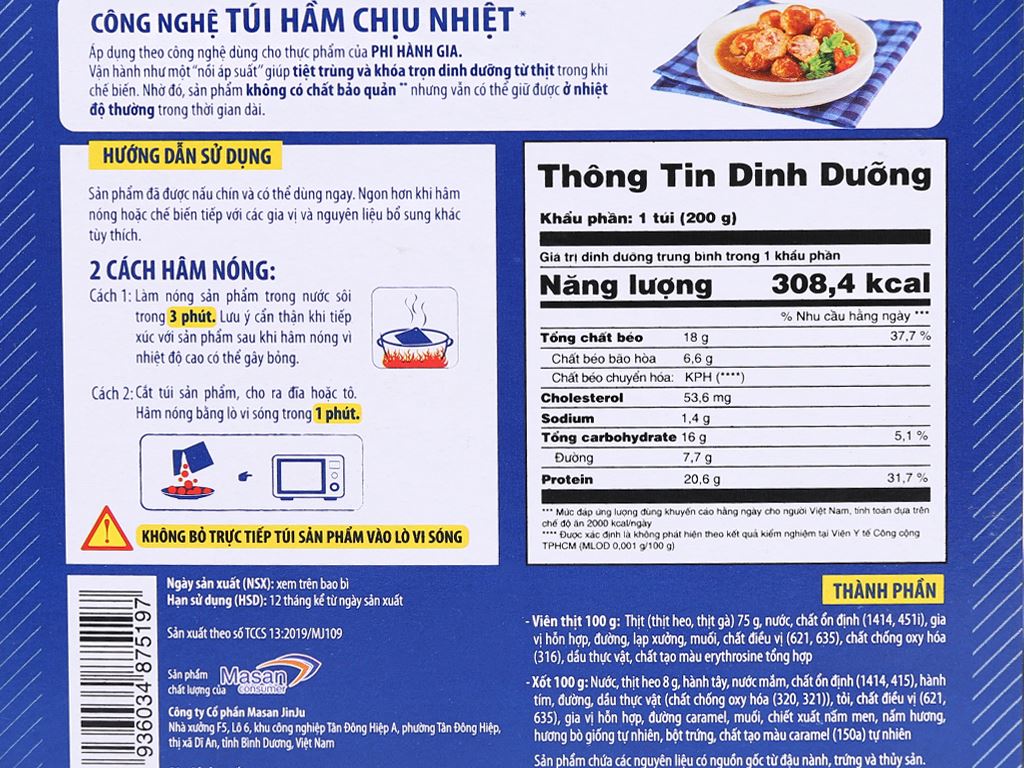 CÔNG NGHỆ TÚI HẦM CHỊU NHIỆT *
Áp dụng theo công nghệ dùng cho thực phẩm của PHI HÀNH GIA.
Vận hành như một "nồi áp suất" giúp tiệt trùng và khóa trọn dinh dưỡng từ thịt trong khi
chế biến. Nhờ đó, sản phẩm không có chất bảo quản ** nhưng vẫn có thể giữ được ở nhiệt
độ thường trong thời gian dài.
HƯỚNG DẪN SỬ DỤNG
Sản phẩm đã được nấu chín và có thể dùng ngay. Ngon hơn khi hâm
nóng hoặc chế biến tiếp với các gia vị và nguyên liệu bổ sung khác
tùy thích.
2 CÁCH HÂM NÓNG:
Cách 1: Làm nóng sản phẩm trong nước sôi
trong 3 phút. Lưu ý cẩn thận khi tiếp
xúc với sản phẩm sau khi hâm nóng vì
nhiệt độ cao có thể gây bỏng.
Cách 2: Cắt túi sản phẩm, cho ra đĩa hoặc tô.
Hâm nóng bằng lò vi sóng trong 1 phút.
KHÔNG BỎ TRỰC TIẾP TÚI SẢN PHẨM VÀO LÒ VI SÓNG
Thông Tin Dinh Dưỡng
Khẩu phần: 1 túi (200 g)
Giá trị dinh dưỡng trung bình trong 1 khẩu phần
Năng lượng 308,4 kcal
% Nhu cầu hằng ngày ***
Tổng chất béo 18 g 37,7 %
Chất béo bão hòa 6,6 g
Chất béo chuyển hóa: KPH (****)
Cholesterol 53,6 mg
Sodium 1,4 g
Tổng carbohydrate 16 g 5,1 %
Đường 7,7 g
Protein 20,6 g 31,7 %
*** Mức đáp ứng lượng dùng khuyến cáo hằng ngày cho người Việt Nam, tính toán dựa trên
chế độ ăn 2000 kcal/ngày
**** Được xác định là không phát hiện theo kết quả kiểm nghiệm tại Viện Y tế Công cộng
TPHCM (MLOD 0,001 g/100 g)
9936034 875197
Ngày sản xuất (NSX): xem trên bao bì
Hạn sử dụng (HSD): 12 tháng kể từ ngày sản xuất
Sản xuất theo số TCCS 13:2019/MJ109
Sản phẩm
chất lượng của
Masan
consumer
Công ty Cổ phần Masan JinJu
Nhà xưởng F5, Lô 6, khu công nghiệp Tân Đông Hiệp A, phường Tân Đông Hiệp,
thị xã Dĩ An, tỉnh Bình Dương, Việt Nam
THÀNH PHẦN
- Viên thịt 100 g: Thịt (thịt heo, thịt gà) 75 g, nước, chất ổn định (1414, 451i), gia
vị hỗn hợp, đường, lạp xưởng, muối, chất điều vị (621, 635), chất chống oxy hóa
(316), dầu thực vật, chất tạo màu erythrosine tổng hợp
- Xốt 100 g: Nước, thịt heo 8 g, hành tây, nước mắm, chất ổn định (1414, 415), hành
tím, đường, dầu thực vật (chất chống oxy hóa (320, 321)), tỏi, chất điều vị (621,
635), gia vị hỗn hợp, đường caramel, muối, chiết xuất nấm men, nấm hương,
hương bò giống tự nhiên, bột trứng, chất tạo màu caramel (150a) tự nhiên
Sản phẩm chứa các nguyên liệu có nguồn gốc từ đậu nành, trứng và thủy sản.